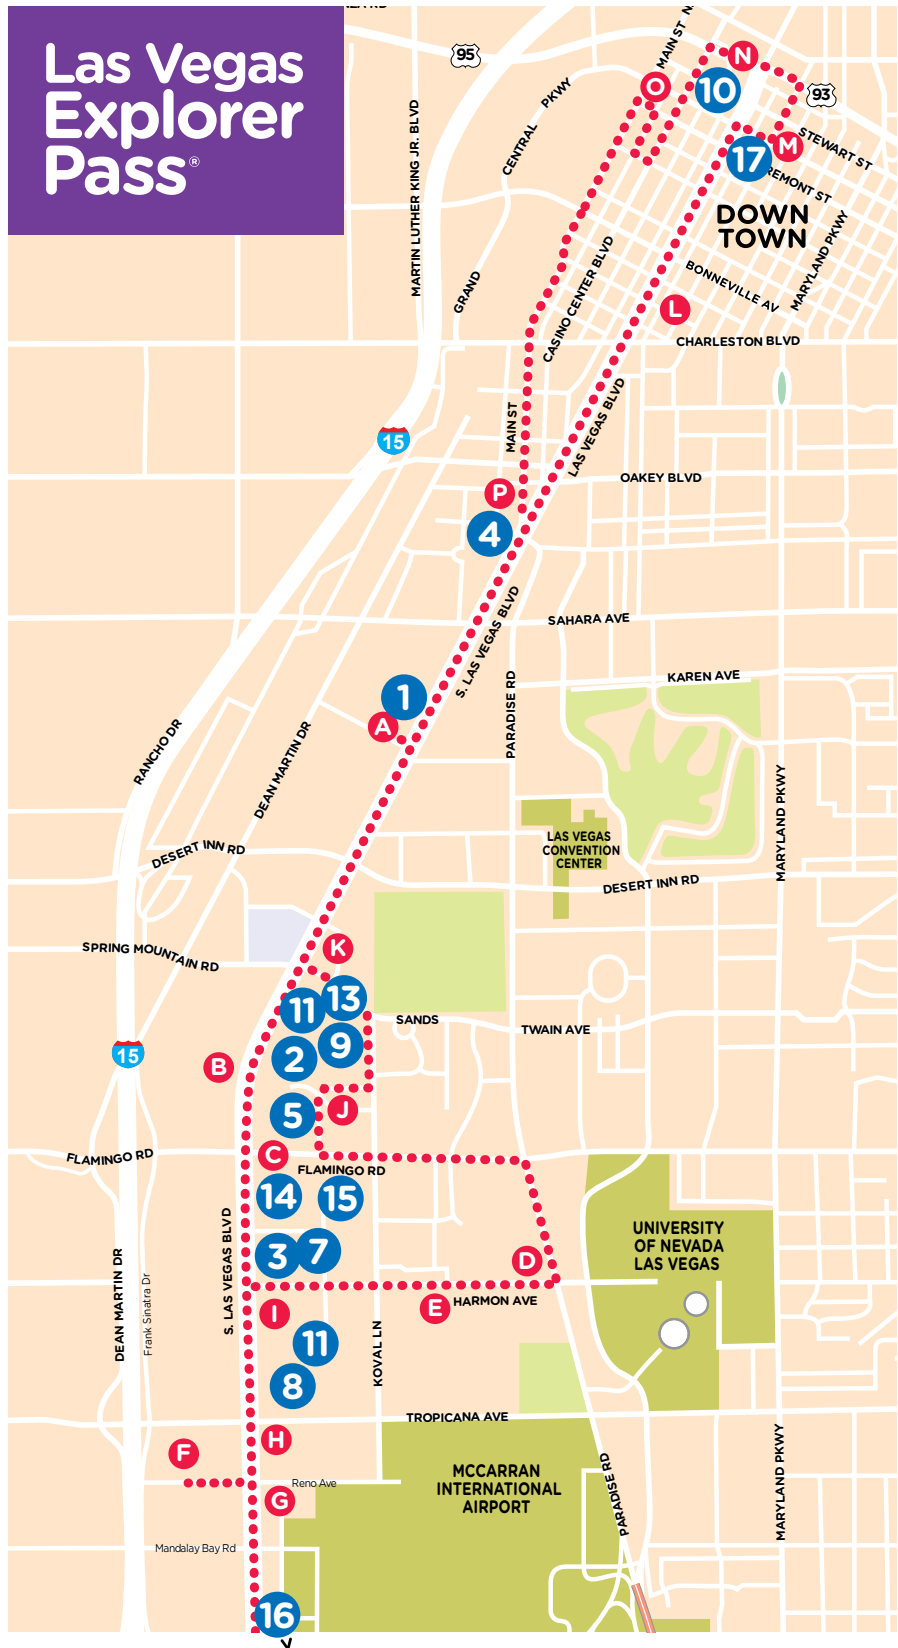 Las Vegas
Explorer
Pass®
95
MAIN ST
N
O
10
93
CENTRAL PKWY
MARTIN LUTHER KING JR. BLVD
M
STEWART ST
17
REMONT ST
DOWN
TOWN
MARYLAND PKWY
GRAND
CASINO CENTER BLVD
BONNEVILLE AV
L
CHARLESTON BLVD
LAS VEGAS BLVD
MAIN ST
15
OAKEY BLVD
P
4
S. LAS VEGAS BLVD
SAHARA AVE
KAREN AVE
PARADISE RD
1
A
RANCHO DR
DEAN MARTIN DR
MARYLAND PKWY
LAS VEGAS
CONVENTION
CENTER
DESERT INN RD
DESERT INN RD
SPRING MOUNTAIN RD
K
11
13
SANDS
TWAIN AVE
15
B
2
9
5
J
C
FLAMINGO RD
FLAMINGO RD
14
15
S. LAS VEGAS BLVD
UNIVERSITY
OF NEVADA
LAS VEGAS
3
7
D
DEAN MARTIN DR
Frank Sinatra Dr
I
E
HARMON AVE
11
KOVAL LN
8
TROPICANA AVE
H
F
MCCARRAN
INTERNATIONAL
AIRPORT
Reno Ave
G
PARADISE RD
MARYLAND PKWY
Mandalay Bay Rd
16